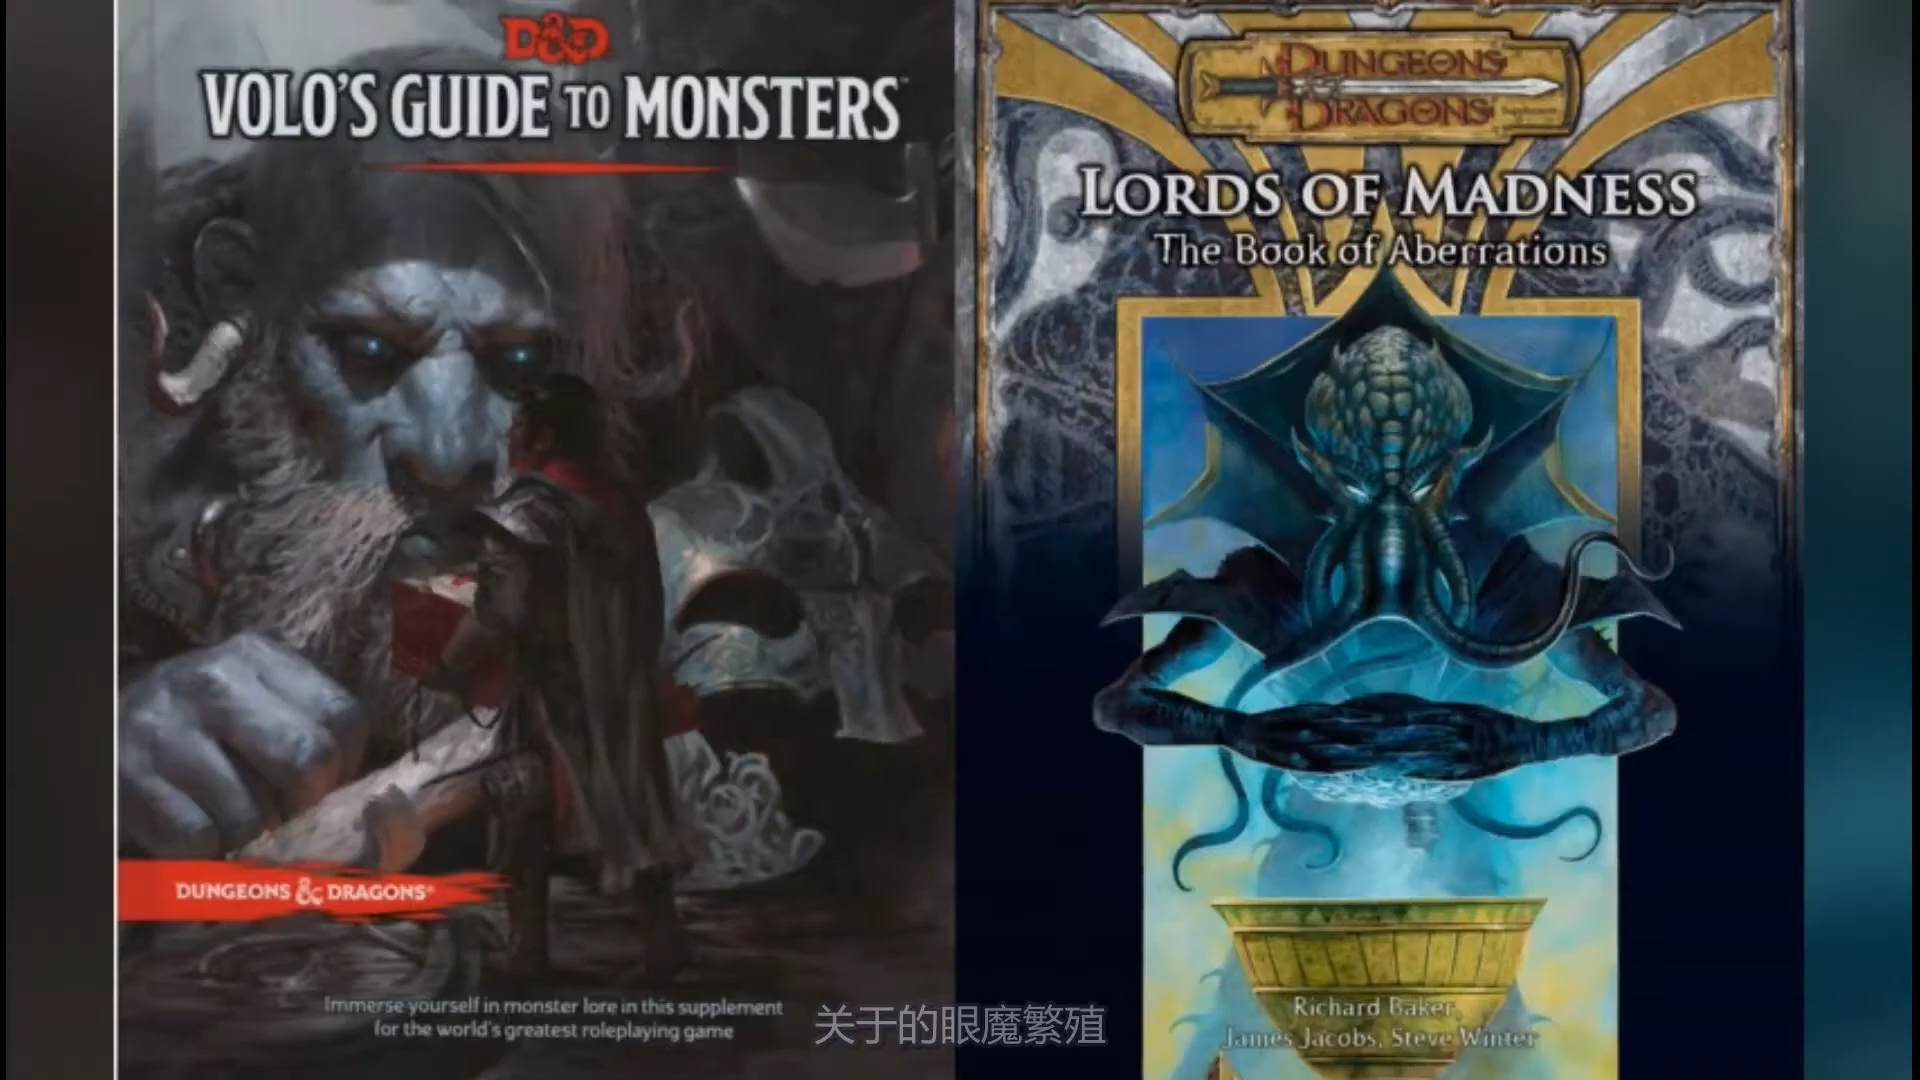 D&D
VOLO'S GUIDE TO MONSTERS
DUNGEONS & DRAGONS
Immerse yourself in monster lore in this supplement
for the world's greatest roleplaying game
DUNGEONS
DRAGONS
LORDS OF MADNESS
The Book of Aberrations
Richard Baker,
James Jacobs, Steve Winter
关于的眼魔繁殖